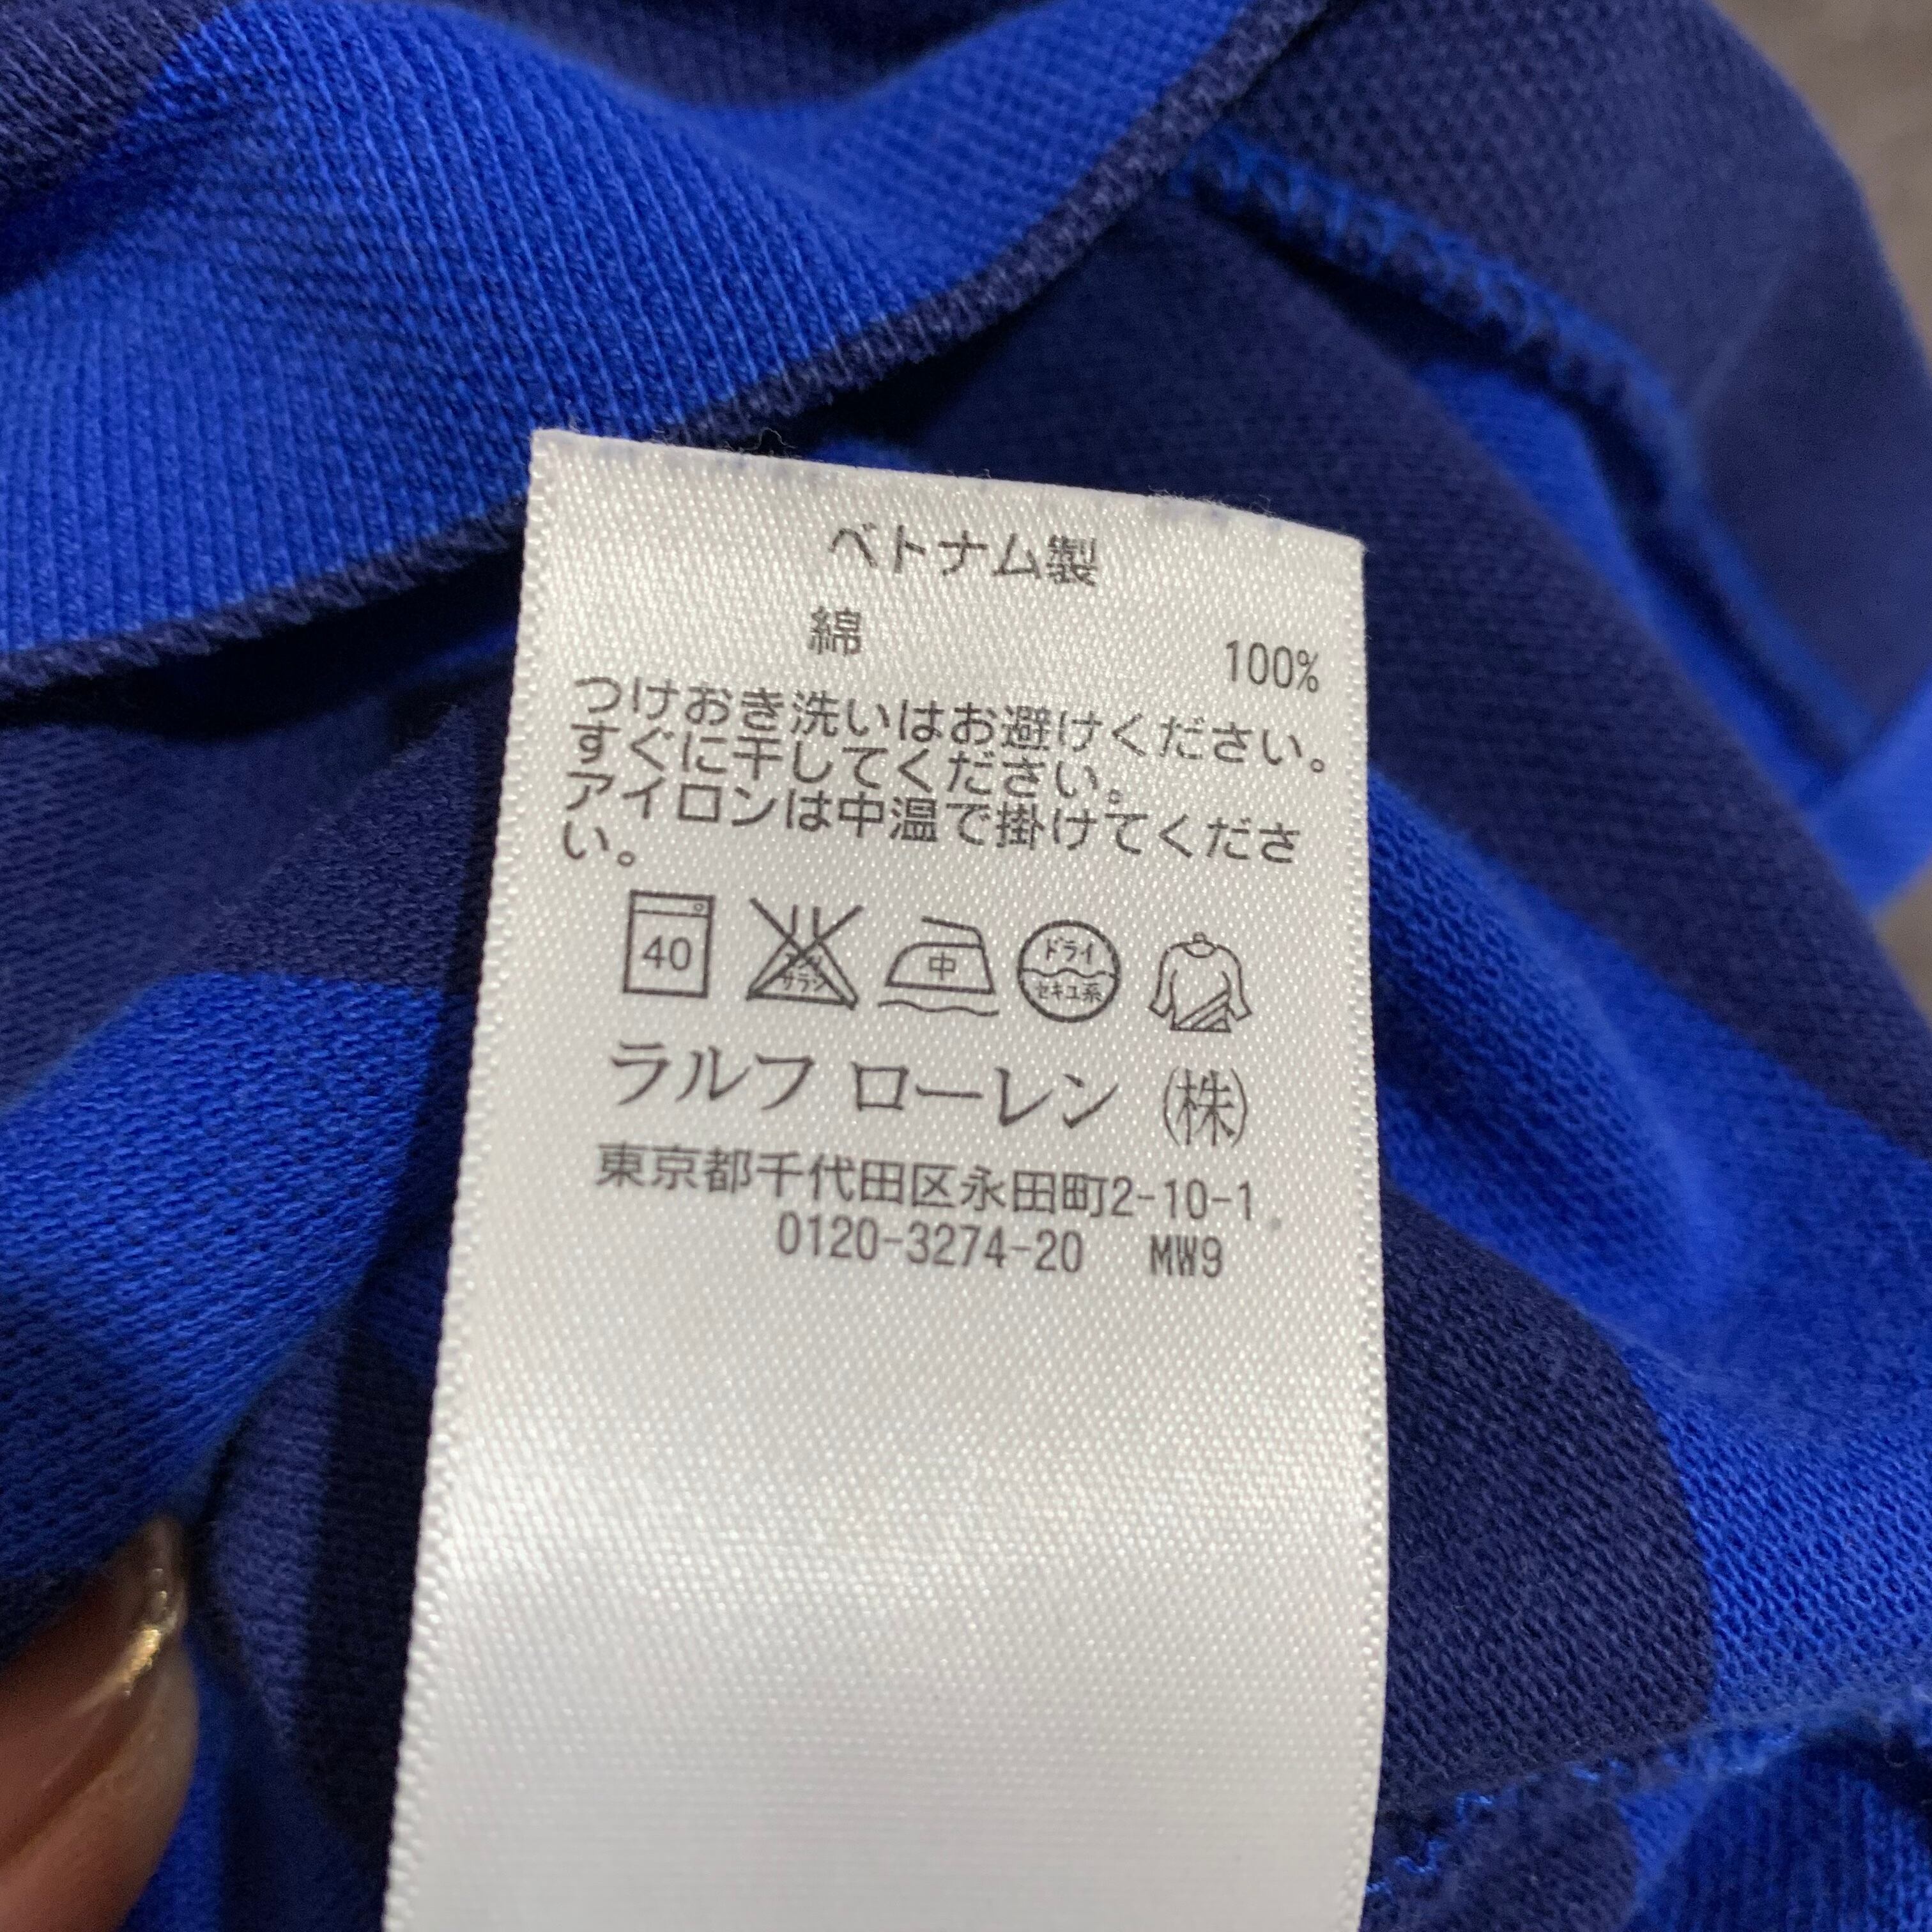 ベトナム製
綿 100%
つけおき洗いはお避けください。
すぐに干してください。
アイロンは中温で掛けてくださ
い。
40 サラシ 中 ドライ
セキユ系
ラルフ ローレン (株)
東京都千代田区永田町2-10-1
0120-3274-20 MW9